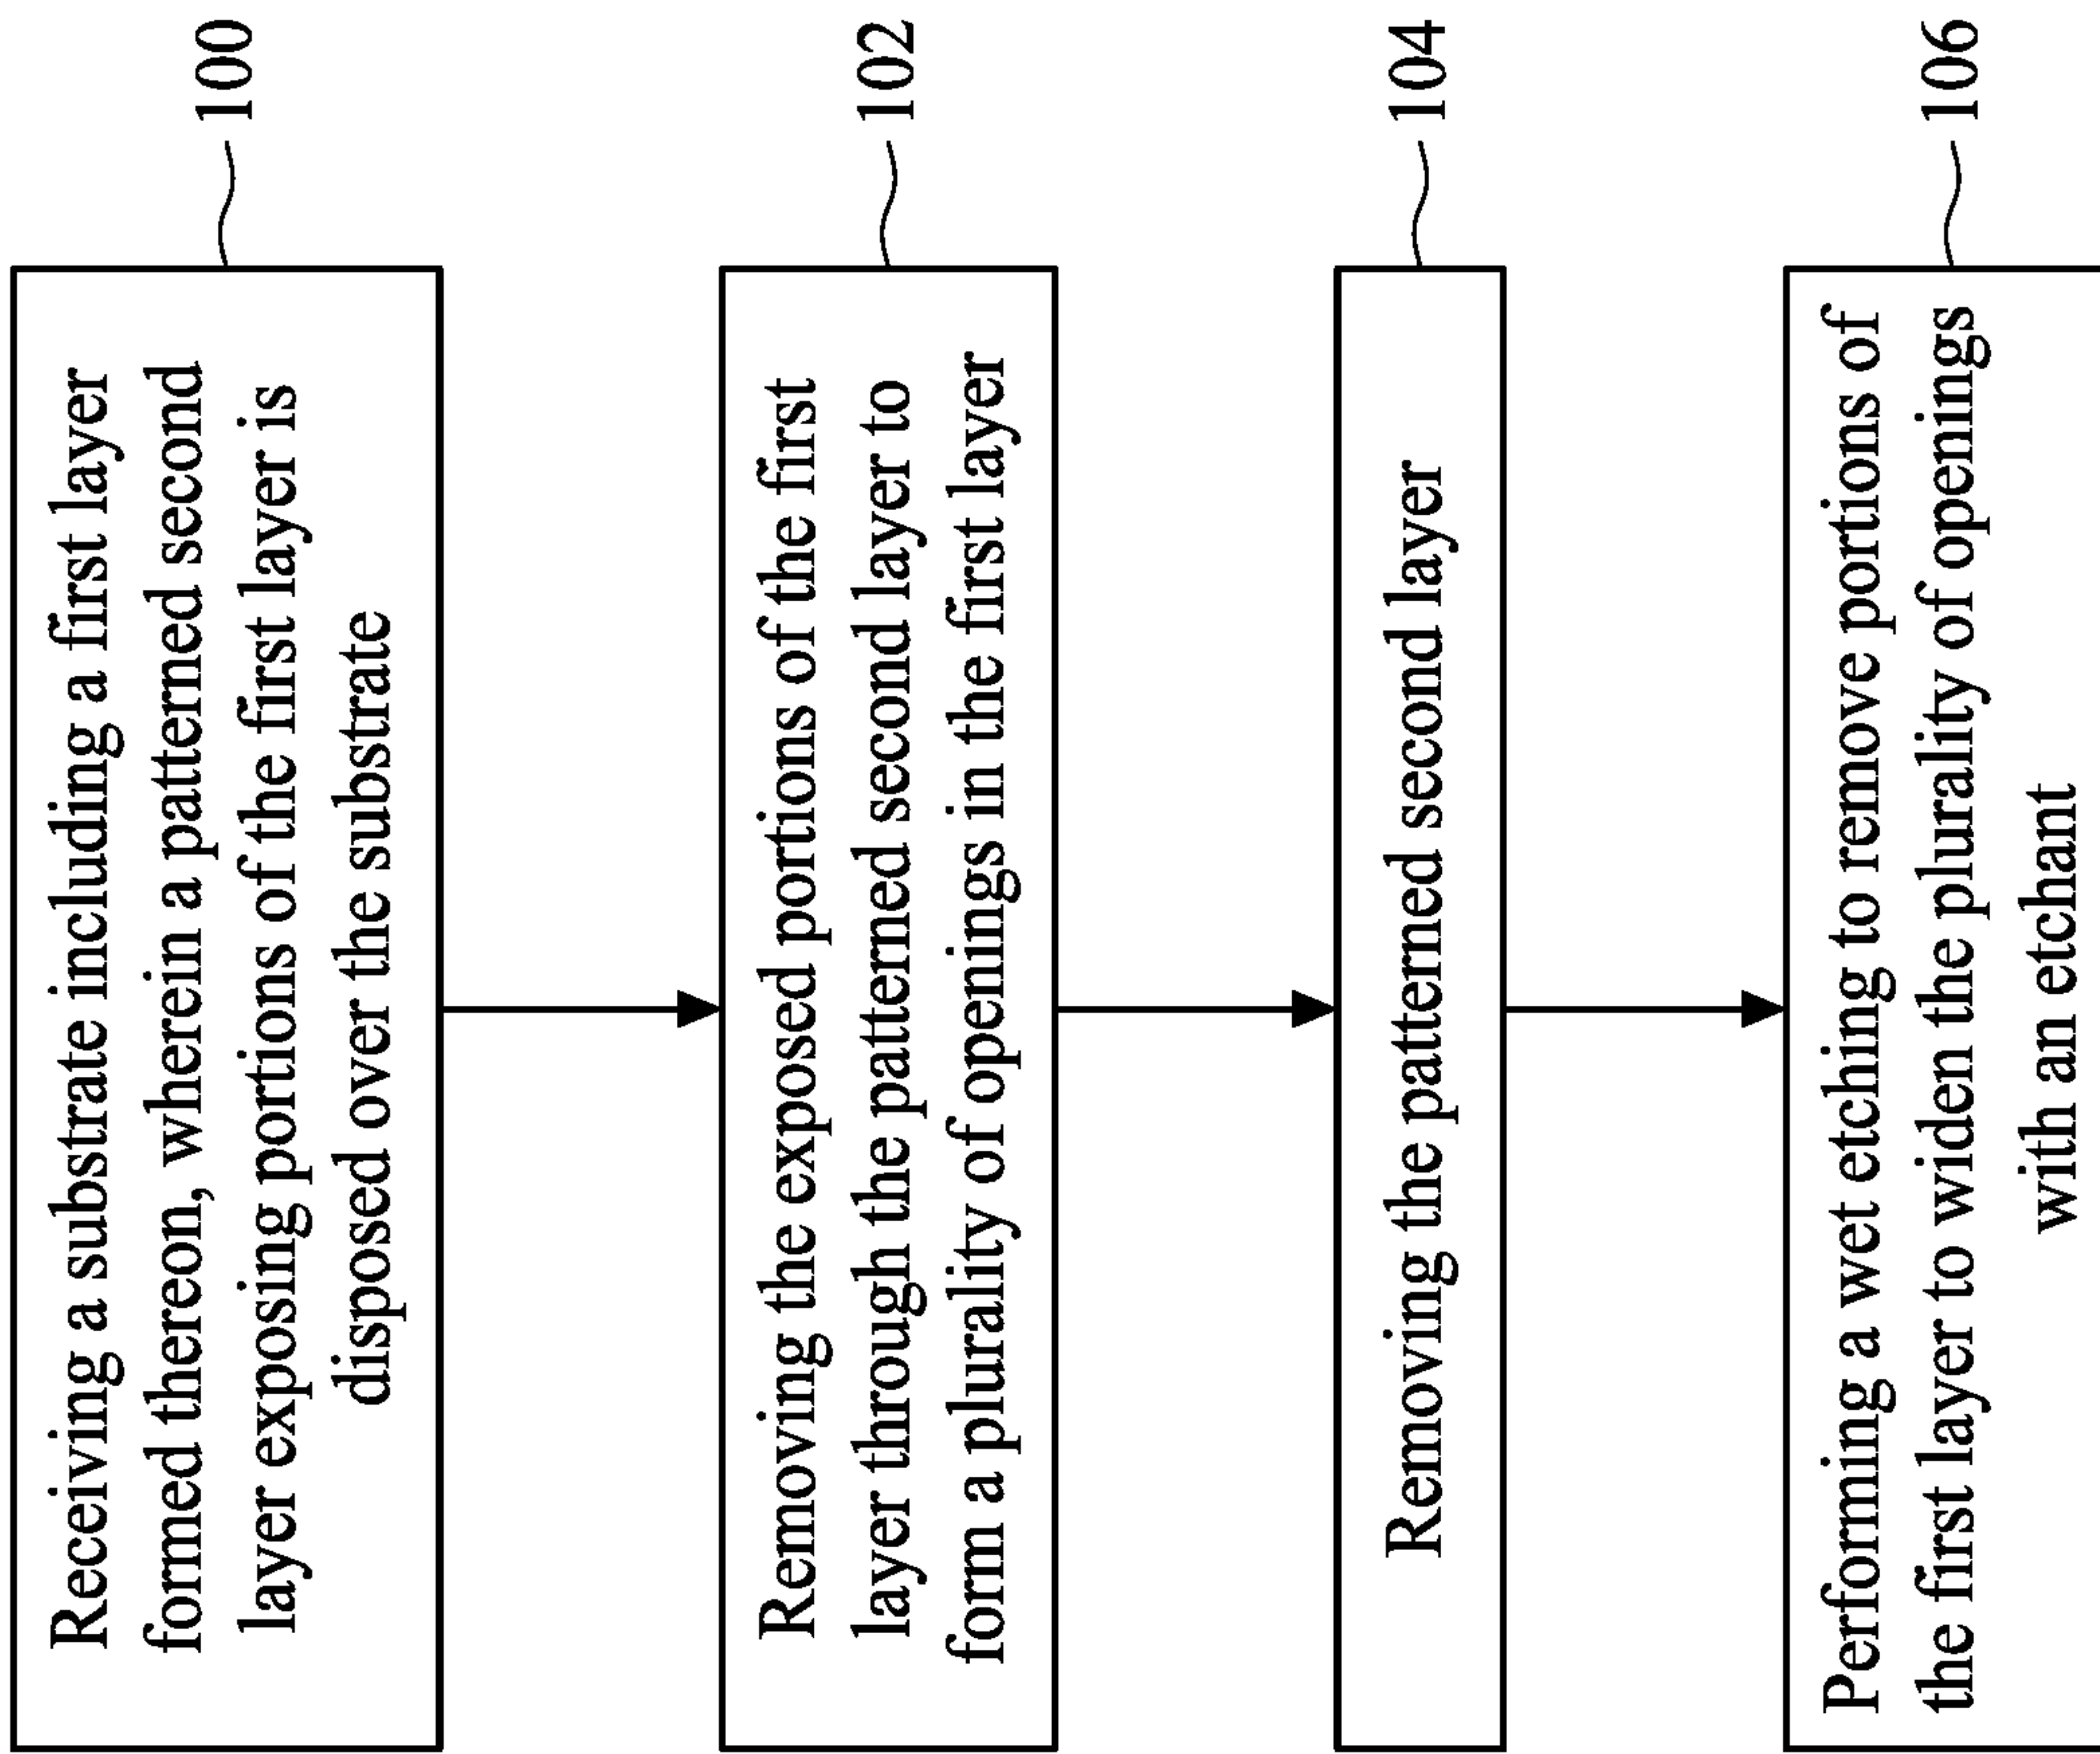 Receiving a substrate including a first layer
formed thereon, wherein a patterned second
layer exposing portions of the first layer is
disposed over the substrate
100
Removing the exposed portions of the first
layer through the patterned second layer to
form a plurality of openings in the first layer
102
Removing the patterned second layer
104
Performing a wet etching to remove portions of
the first layer to widen the plurality of openings
with an etchant
106